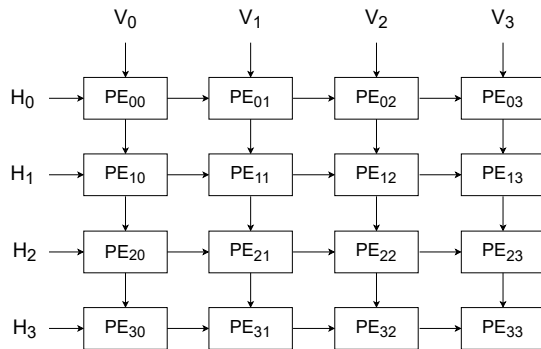 V₀ V₁ V₂ V₃
H₀ PE₀₀ PE₀₁ PE₀₂ PE₀₃
H₁ PE₁₀ PE₁₁ PE₁₂ PE₁₃
H₂ PE₂₀ PE₂₁ PE₂₂ PE₂₃
H₃ PE₃₀ PE₃₁ PE₃₂ PE₃₃